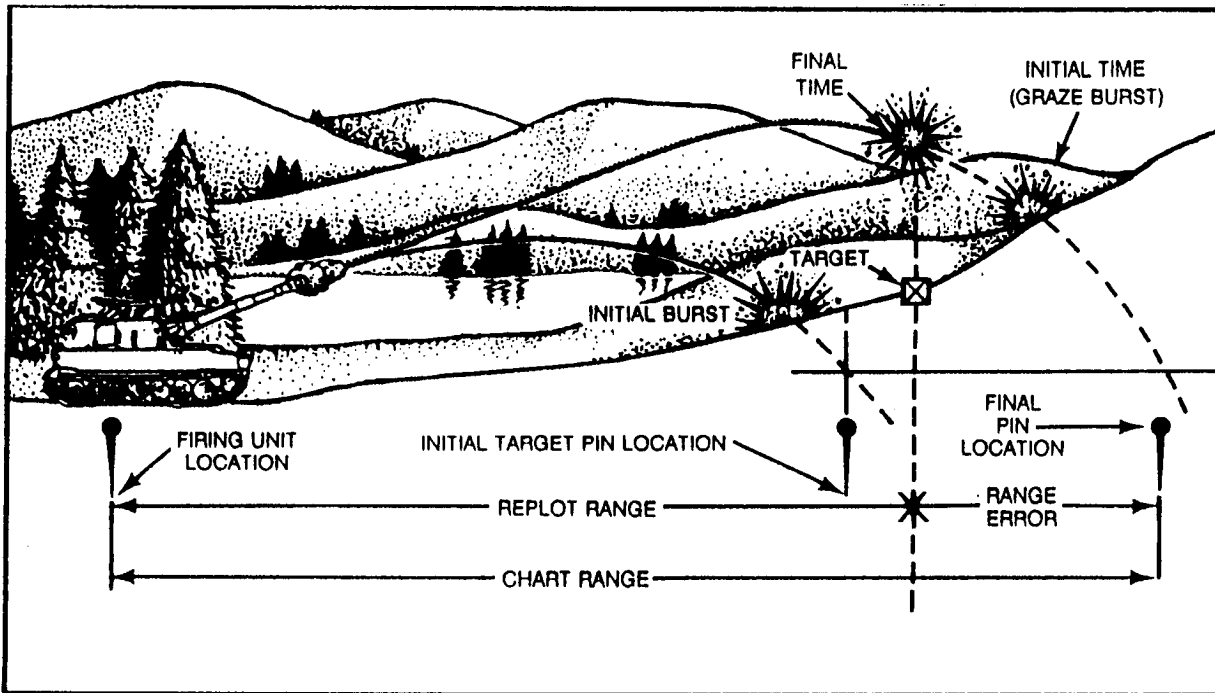 FINAL
TIME
INITIAL TIME
(GRAZE BURST)
TARGET
INITIAL BURST
FIRING UNIT
LOCATION
INITIAL TARGET PIN LOCATION
FINAL
PIN
LOCATION
REPLOT RANGE
RANGE
ERROR
CHART RANGE